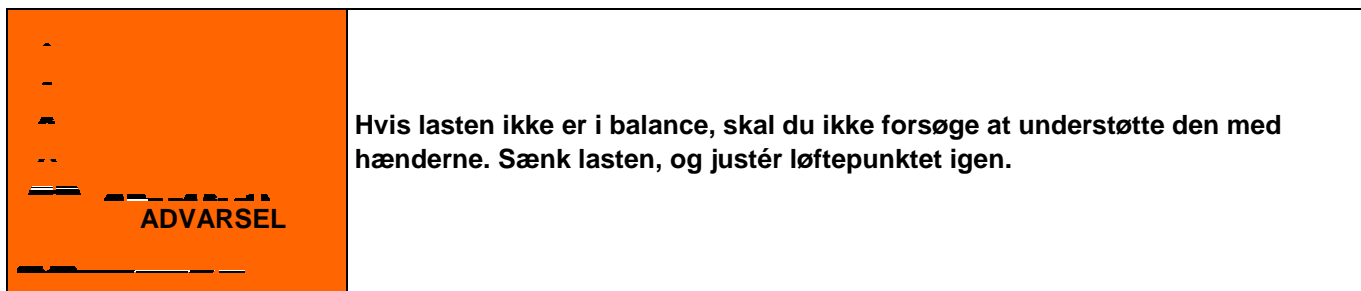 Hvis lasten ikke er i balance, skal du ikke forsøge at understøtte den med
hænderne. Sænk lasten, og justér løftepunktet igen.
ADVARSEL